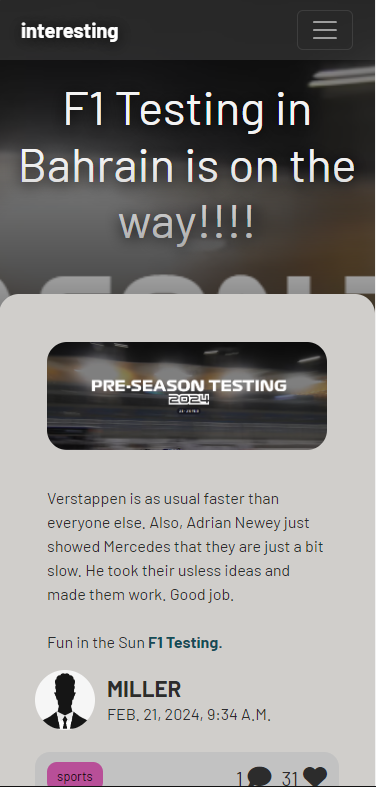 interesting
F1 Testing in
Bahrain is on the
way!!!!
PRE-SEASON TESTING
2024
Verstappen is as usual faster than
everyone else. Also, Adrian Newey just
showed Mercedes that they are just a bit
slow. He took their usless ideas and
made them work. Good job.
Fun in the Sun F1 Testing.
MILLER
FEB. 21, 2024, 9:34 A.M.
sports 1 31